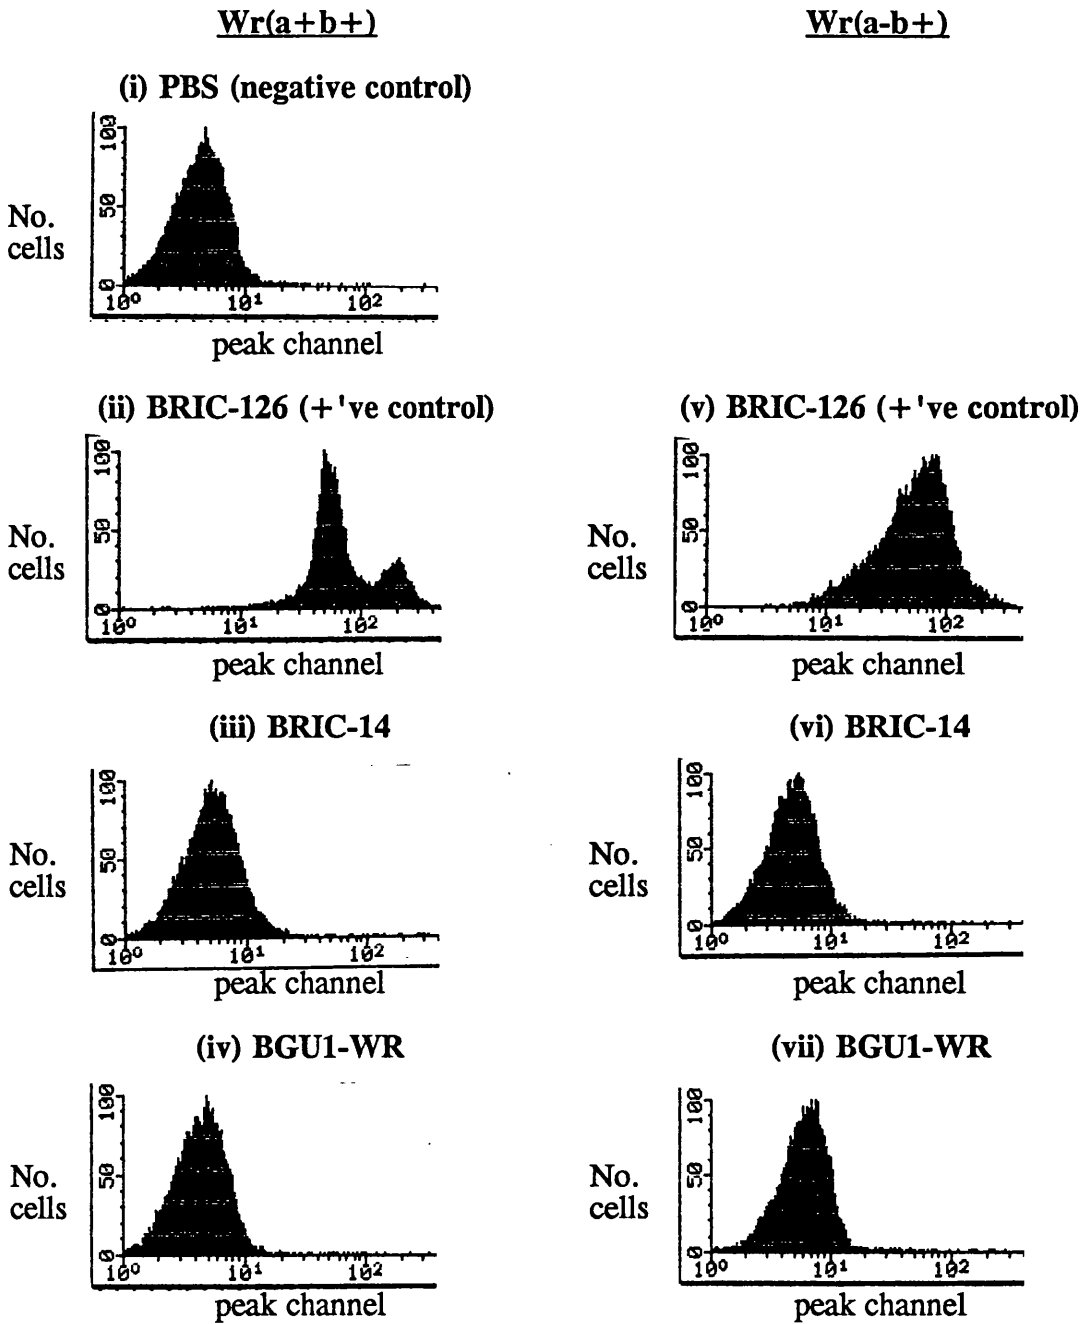 Wr(a+b+)
Wr(a-b+)
(i) PBS (negative control)
No.
cells
100
50
0
10⁰ 10¹ 10²
peak channel
(ii) BRIC-126 (+'ve control)
No.
cells
100
50
0
10⁰ 10¹ 10²
peak channel
(v) BRIC-126 (+'ve control)
No.
cells
100
50
0
10⁰ 10¹ 10²
peak channel
(iii) BRIC-14
No.
cells
100
50
0
10⁰ 10¹ 10²
peak channel
(vi) BRIC-14
No.
cells
100
50
0
10⁰ 10¹ 10²
peak channel
(iv) BGU1-WR
No.
cells
100
50
0
10⁰ 10¹ 10²
peak channel
(vii) BGU1-WR
No.
cells
100
50
0
10⁰ 10¹ 10²
peak channel